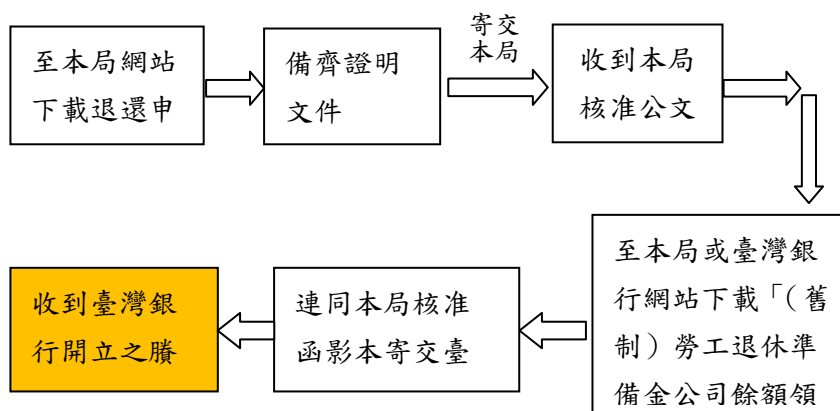 至本局網站
下載退還申
備齊證明
文件
寄交
本局
收到本局
核准公文
至本局或臺灣銀
行網站下載「（舊
制）勞工退休準
備金公司餘額領
連同本局核准
函影本寄交臺
收到臺灣銀
行開立之賸